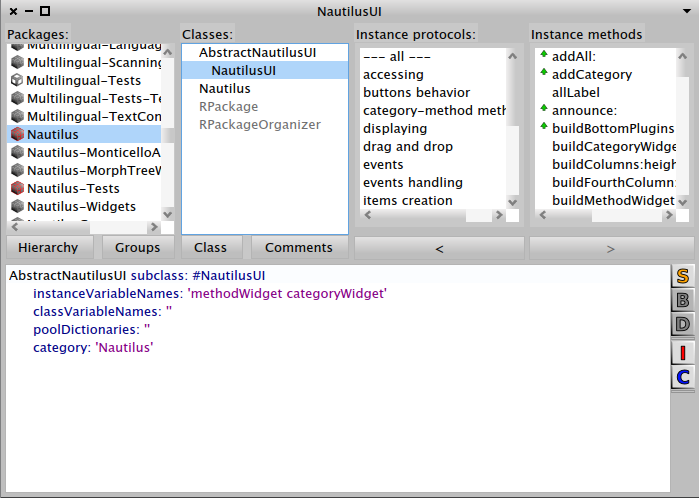 NautilusUI
Packages:
Multilingual-Languag
Multilingual-Scanning
Multilingual-Tests
Multilingual-Tests-Te
Multilingual-TextCon
Nautilus
Nautilus-MonticelloA
Nautilus-MorphTreeW
Nautilus-Tests
Nautilus-Widgets
Hierarchy
Groups
Classes:
AbstractNautilusUI
NautilusUI
Nautilus
RPackage
RPackageOrganizer
Class
Comments
Instance protocols:
--- all ---
accessing
buttons behavior
category-method meth
displaying
drag and drop
events
events handling
items creation
<
Instance methods
addAll:
addCategory
allLabel
announce:
buildBottomPlugins
buildCategoryWidge
buildColumns:heigh
buildFourthColumn:
buildMethodWidget
>
AbstractNautilusUI subclass: #NautilusUI
instanceVariableNames: 'methodWidget categoryWidget'
classVariableNames: ''
poolDictionaries: ''
category: 'Nautilus'
S
B
D
I
C